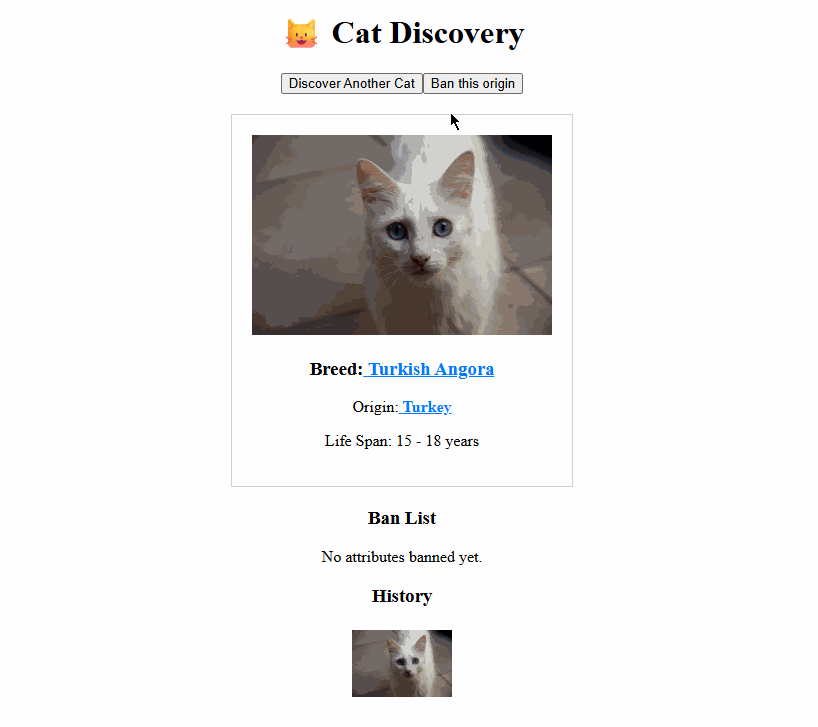 Cat Discovery
Discover Another Cat Ban this origin
Breed: Turkish Angora
Origin: Turkey
Life Span: 15 - 18 years
Ban List
No attributes banned yet.
History